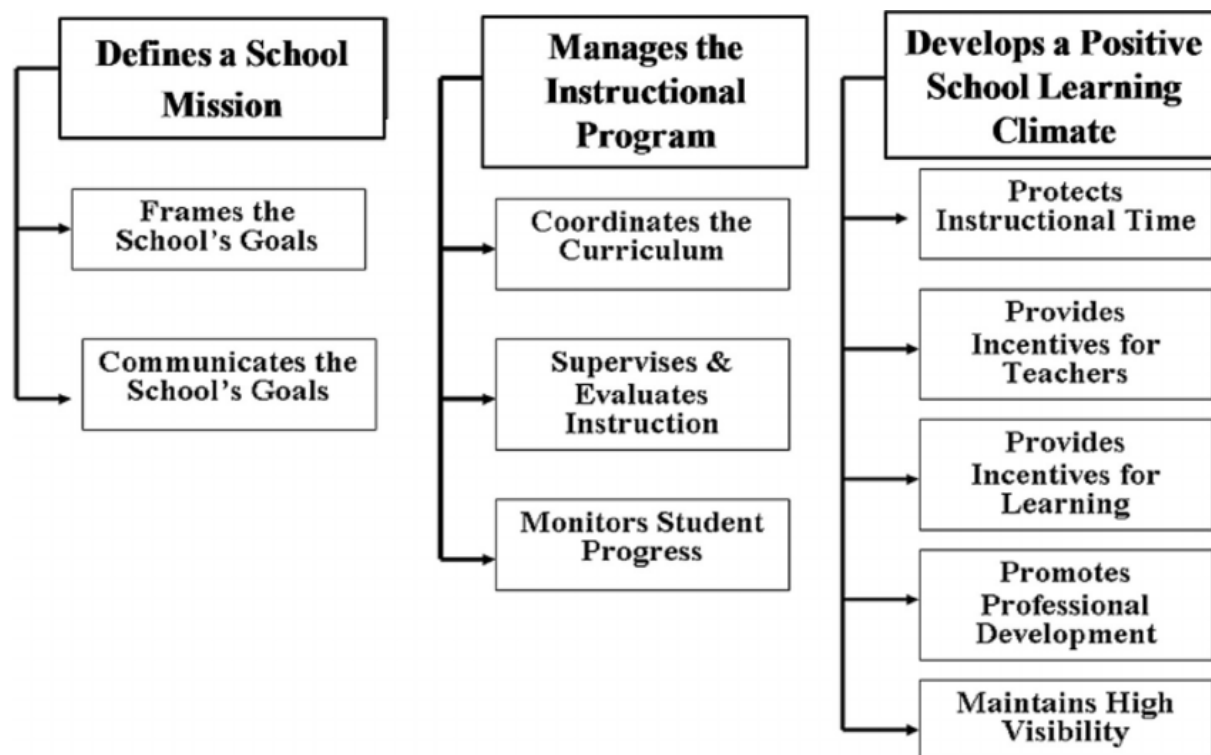 Defines a School
Mission
Frames the
School's Goals
Communicates the
School's Goals
Manages the
Instructional
Program
Coordinates the
Curriculum
Supervises &
Evaluates
Instruction
Monitors Student
Progress
Develops a Positive
School Learning
Climate
Protects
Instructional Time
Provides
Incentives for
Teachers
Provides
Incentives for
Learning
Promotes
Professional
Development
Maintains High
Visibility